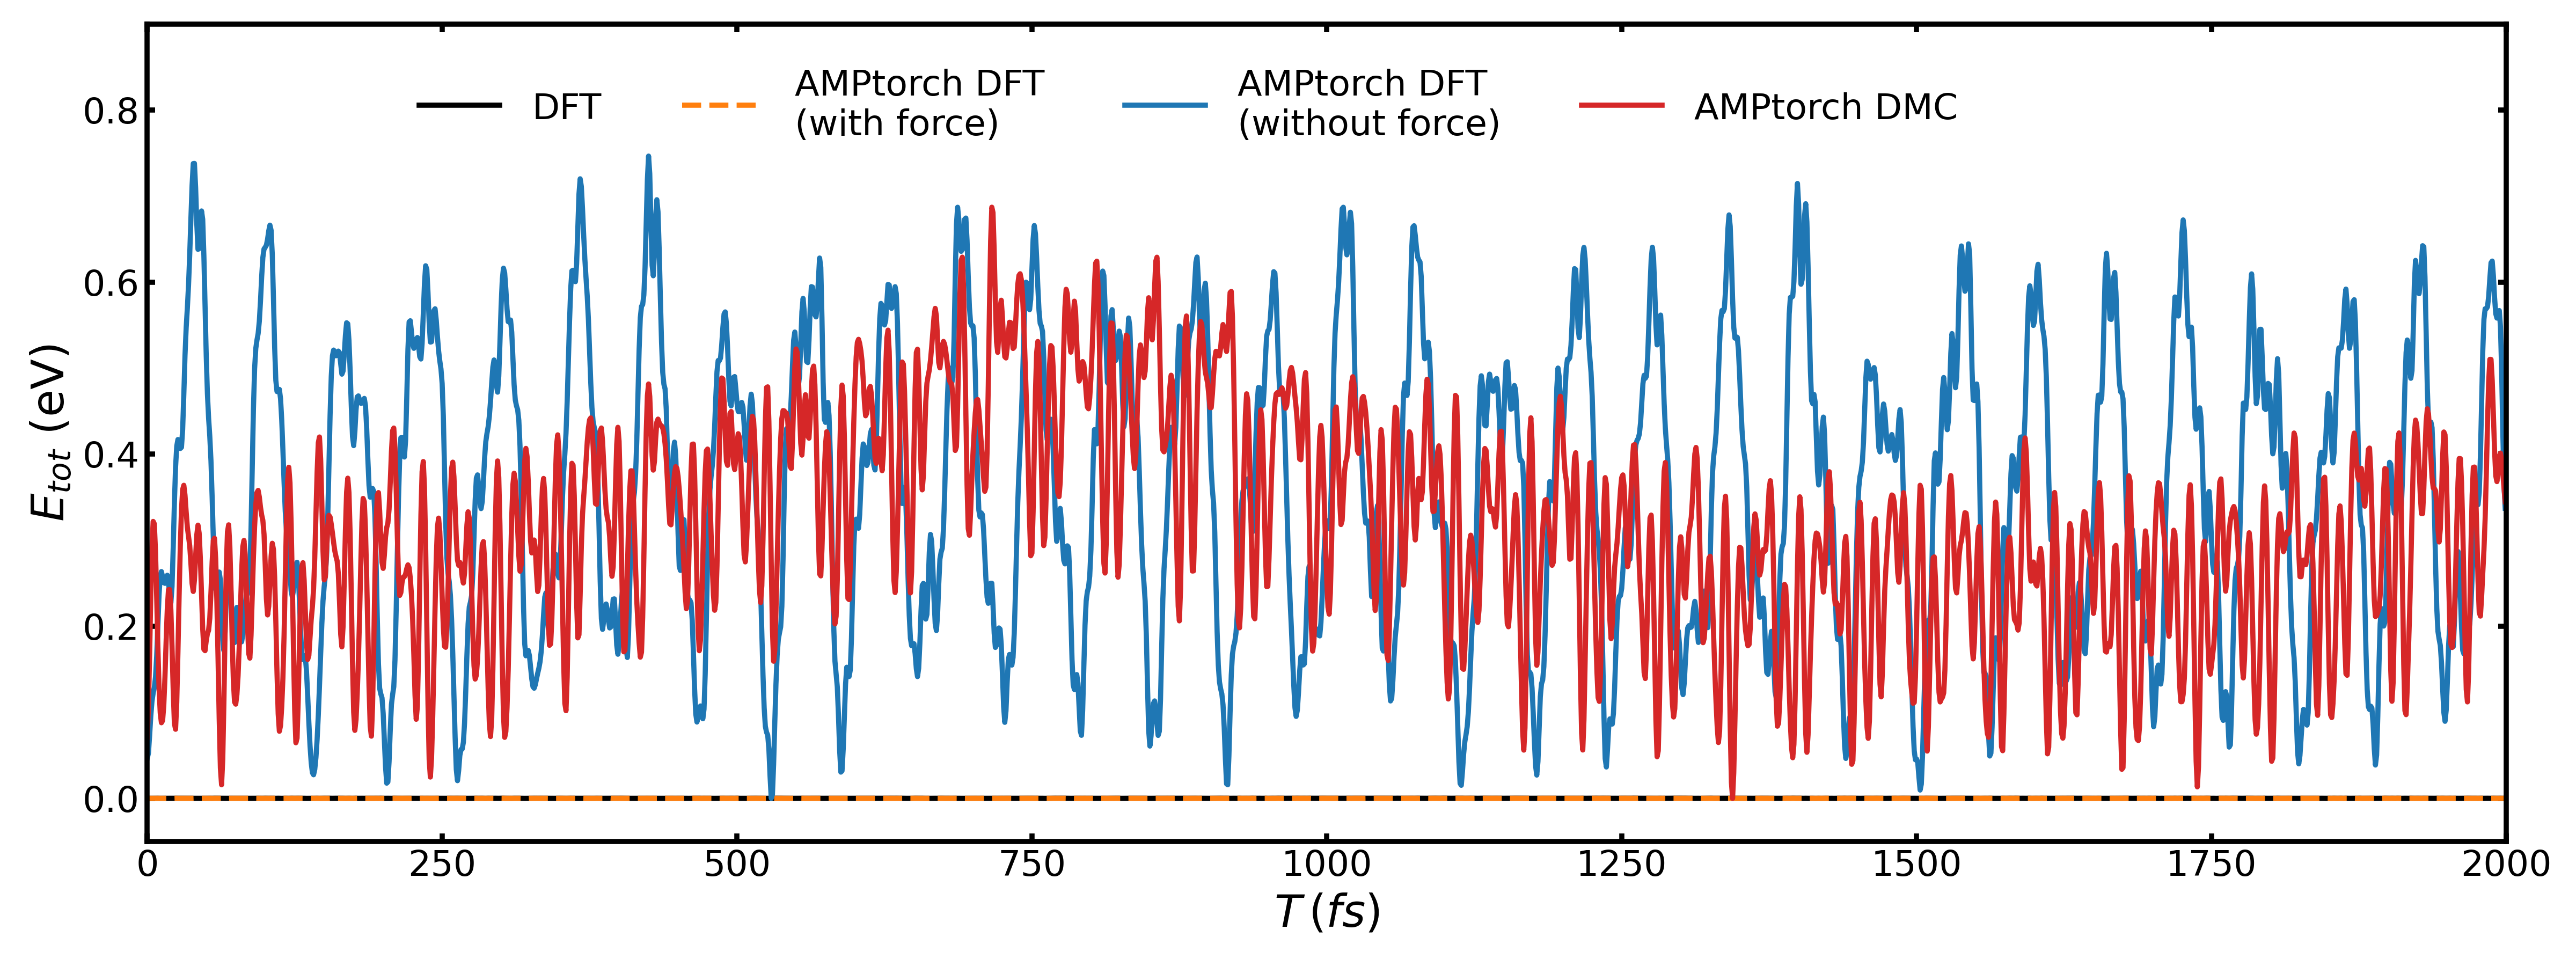 DFT
AMPtorch DFT
(with force)
AMPtorch DFT
(without force)
AMPtorch DMC
E_tot (eV)
0.8
0.6
0.4
0.2
0.0
0 250 500 750 1000 1250 1500 1750 2000
T (fs)